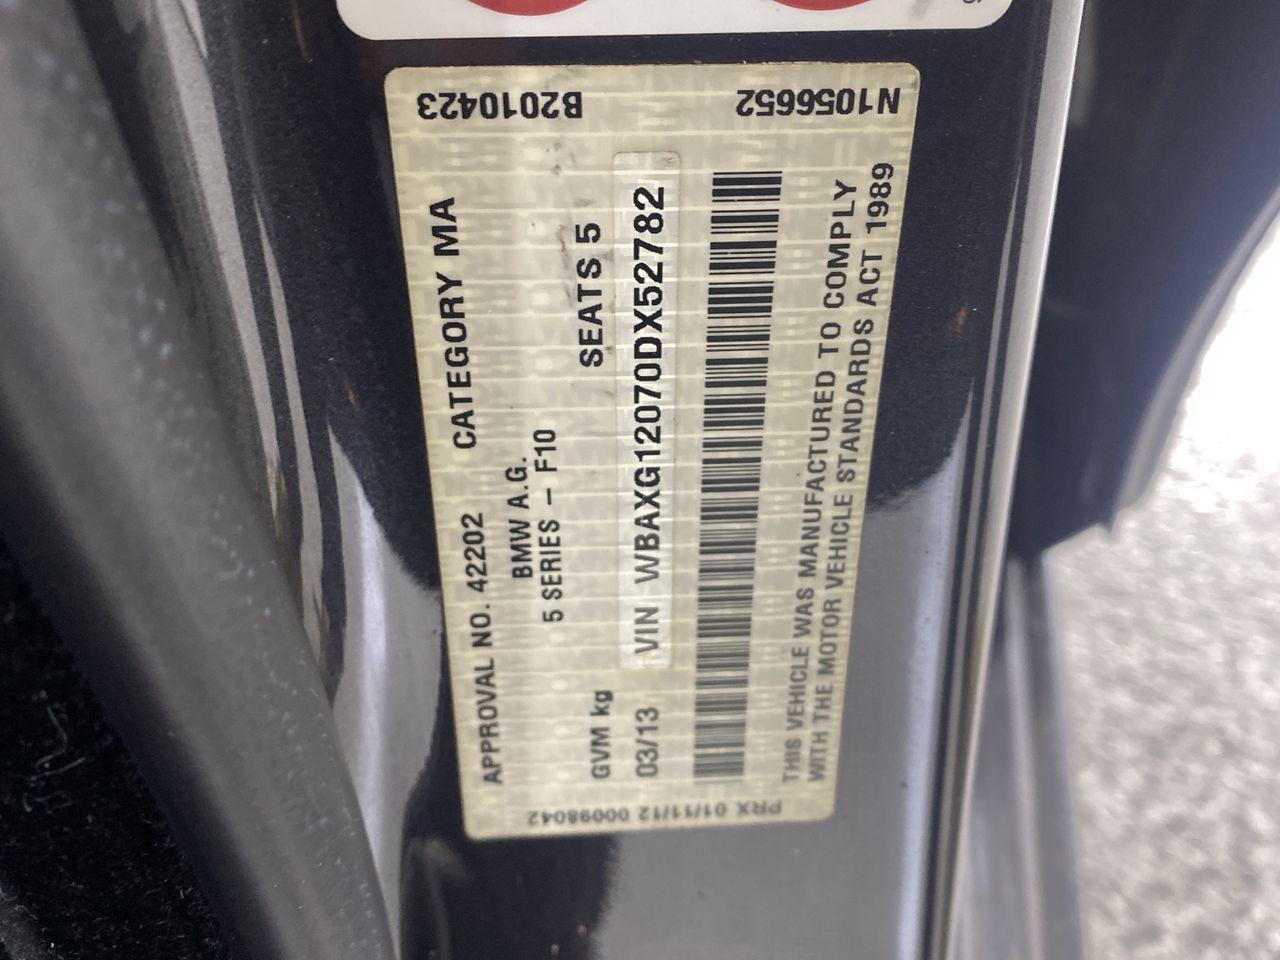 APPROVAL NO. 42202 CATEGORY MA
BMW A.G.
5 SERIES - F10
GVM kg SEATS 5
03/13 VIN WBAXG12070DX52782
THIS VEHICLE WAS MANUFACTURED TO COMPLY
WITH THE MOTOR VEHICLE STANDARDS ACT 1989
B2010423
N1056652
PRX 01/11/12 00098042